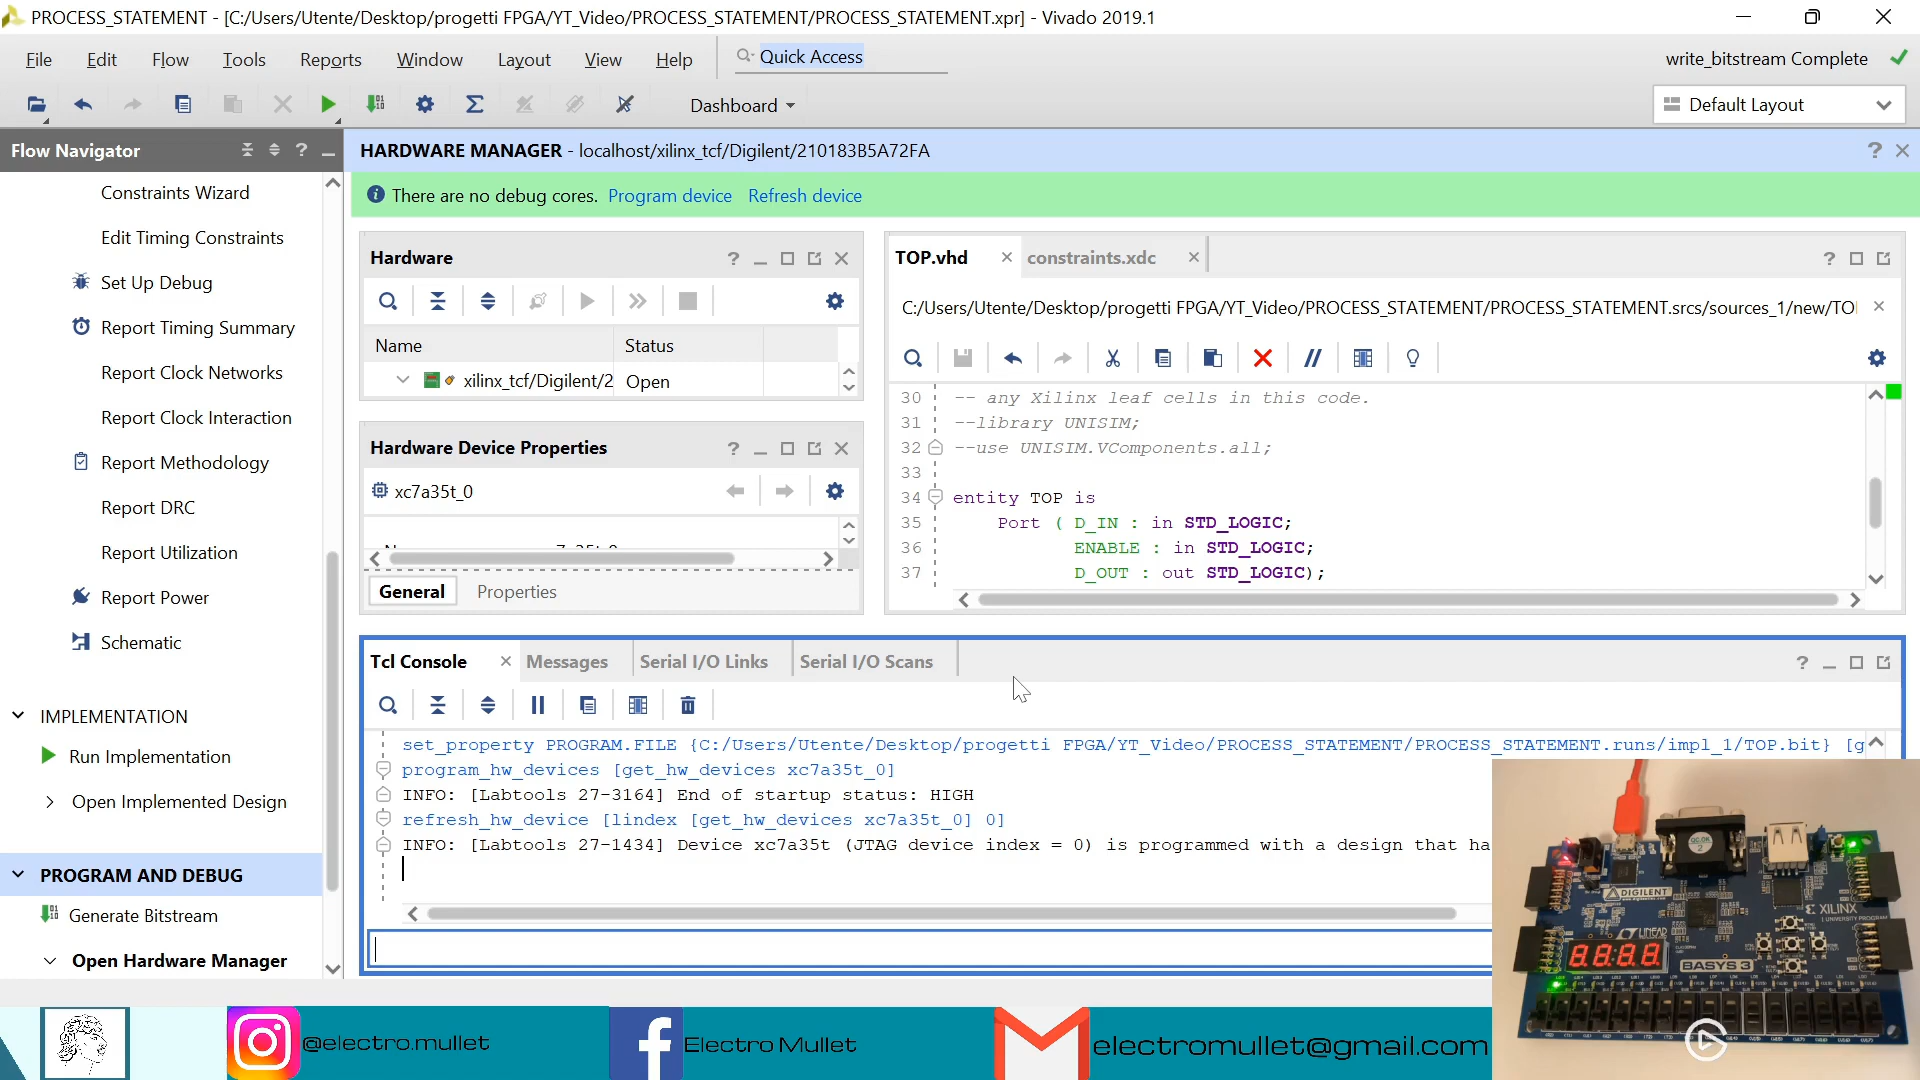 PROCESS_STATEMENT - [C:/Users/Utente/Desktop/progetti FPGA/YT_Video/PROCESS_STATEMENT/PROCESS_STATEMENT.xpr] - Vivado 2019.1
File Edit Flow Tools Reports Window Layout View Help Quick Access write_bitstream Complete
Dashboard Default Layout
Flow Navigator
HARDWARE MANAGER - localhost/xilinx_tcf/Digilent/210183B5A72FA
Constraints Wizard
Edit Timing Constraints
Set Up Debug
Report Timing Summary
Report Clock Networks
Report Clock Interaction
Report Methodology
Report DRC
Report Utilization
Report Power
Schematic
IMPLEMENTATION
Run Implementation
Open Implemented Design
PROGRAM AND DEBUG
Generate Bitstream
Open Hardware Manager
There are no debug cores. Program device Refresh device
Hardware
Name Status
xilinx_tcf/Digilent/2 Open
Hardware Device Properties
xc7a35t_0
General Properties
TOP.vhd constraints.xdc
C:/Users/Utente/Desktop/progetti FPGA/YT_Video/PROCESS_STATEMENT/PROCESS_STATEMENT.srcs/sources_1/new/TO
30 -- any Xilinx leaf cells in this code.
31 --library UNISIM;
32 --use UNISIM.VComponents.all;
33
34 entity TOP is
35 Port ( D_IN : in STD_LOGIC;
36 ENABLE : in STD_LOGIC;
37 D_OUT : out STD_LOGIC);
Tcl Console Messages Serial I/O Links Serial I/O Scans
set_property PROGRAM.FILE {C:/Users/Utente/Desktop/progetti FPGA/YT_Video/PROCESS_STATEMENT/PROCESS_STATEMENT.runs/impl_1/TOP.bit} [g
program_hw_devices [get_hw_devices xc7a35t_0]
INFO: [Labtools 27-3164] End of startup status: HIGH
refresh_hw_device [lindex [get_hw_devices xc7a35t_0] 0]
INFO: [Labtools 27-1434] Device xc7a35t (JTAG device index = 0) is programmed with a design that ha
DIGILENT
XILINX
UNIVERSITY PROGRAM
LINEAR
8.8.8.8
BASYS 3
@electro.mullet
Electro Mullet
electromullet@gmail.com